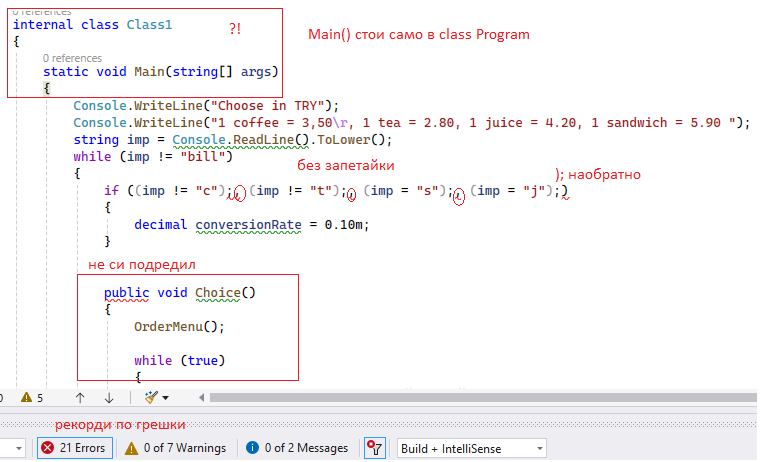 0 references
internal class Class1
?!
Main() стои само в class Program
{
0 references
static void Main(string[] args)
{
Console.WriteLine("Choose in TRY");
Console.WriteLine("1 coffee = 3,50\r, 1 tea = 2.80, 1 juice = 4.20, 1 sandwich = 5.90 ");
string imp = Console.ReadLine().ToLower();
while (imp != "bill")
без запетайки
{
); наобратно
if ((imp != "c");, (imp != "t");, (imp = "s");, (imp = "j");)
{
decimal conversionRate = 0.10m;
}
не си подредил
public void Choice()
{
OrderMenu();
while (true)
{
5
рекорди по грешки
21 Errors
0 of 7 Warnings
0 of 2 Messages
Build + IntelliSense